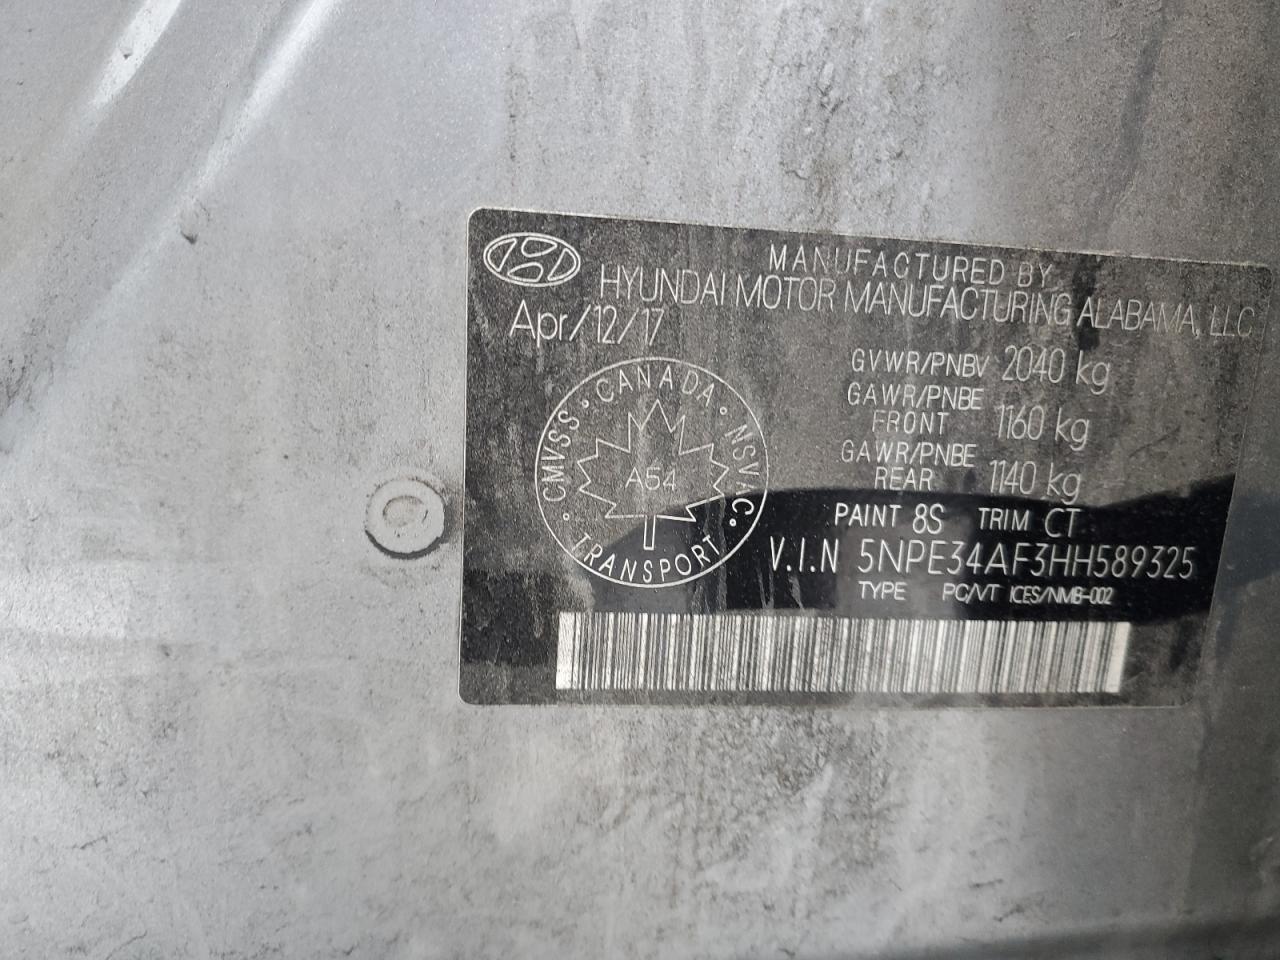 MANUFACTURED BY
HYUNDAI MOTOR MANUFACTURING ALABAMA, LLC
Apr/12/17
GVWR/PNBV 2040 kg
GAWR/PNBE
FRONT 1160 kg
GAWR/PNBE
REAR 1140 kg
PAINT 8S TRIM CT
V.I.N 5NPE34AF3HH589325
TYPE PC/VT ICES/NMB-002
CMVSS • CANADA • NSVAC • TRANSPORT •
A54